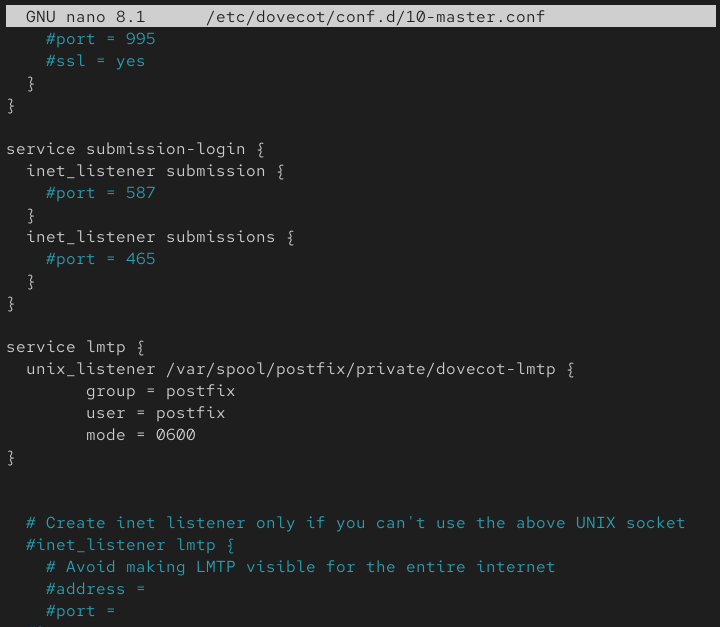 GNU nano 8.1      /etc/dovecot/conf.d/10-master.conf
    #port = 995
    #ssl = yes
  }
}

service submission-login {
  inet_listener submission {
    #port = 587
  }
  inet_listener submissions {
    #port = 465
  }
}

service lmtp {
  unix_listener /var/spool/postfix/private/dovecot-lmtp {
        group = postfix
        user = postfix
        mode = 0600
}


  # Create inet listener only if you can't use the above UNIX socket
  #inet_listener lmtp {
    # Avoid making LMTP visible for the entire internet
    #address =
    #port =